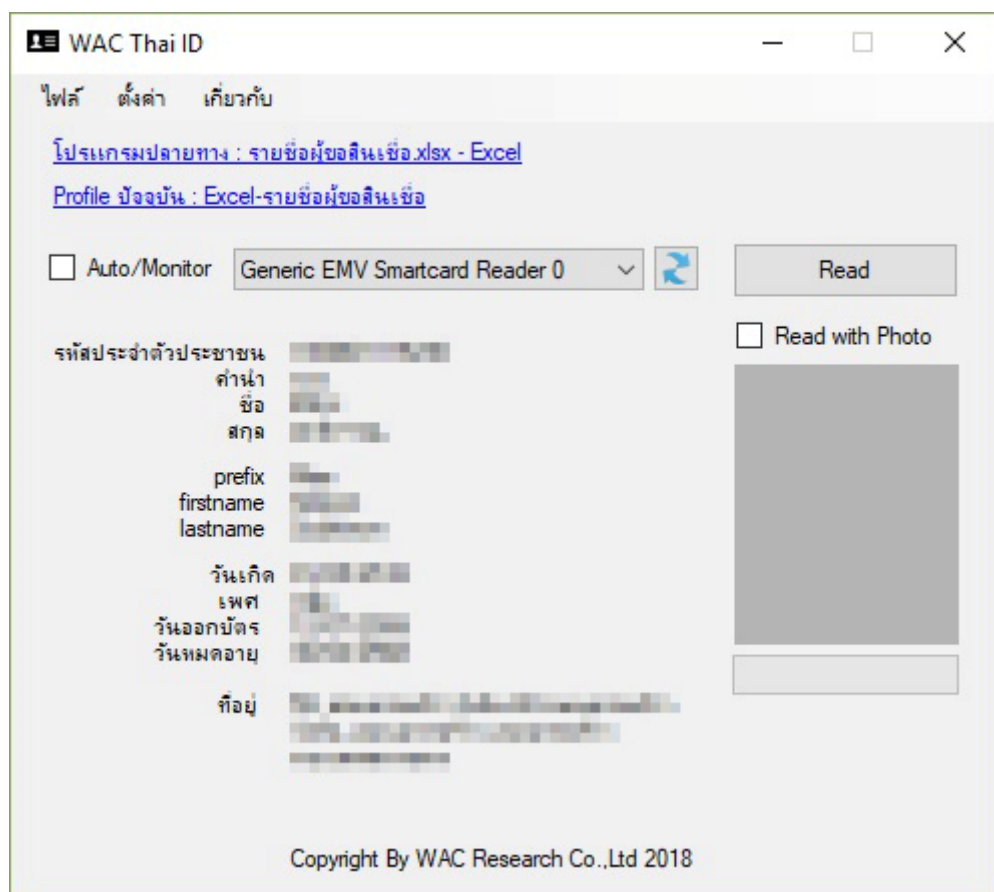 WAC Thai ID
ไฟล์ ตั้งค่า เกี่ยวกับ
โปรแกรมปลายทาง : รายชื่อผู้ขอสินเชื่อ.xlsx - Excel
Profile ปัจจุบัน : Excel-รายชื่อผู้ขอสินเชื่อ
Auto/Monitor Generic EMV Smartcard Reader 0 Read
Read with Photo
รหัสประจำตัวประชาชน
คำนำ
ชื่อ
สกุล
prefix
firstname
lastname
วันเกิด
เพศ
วันออกบัตร
วันหมดอายุ
ที่อยู่
Copyright By WAC Research Co.,Ltd 2018